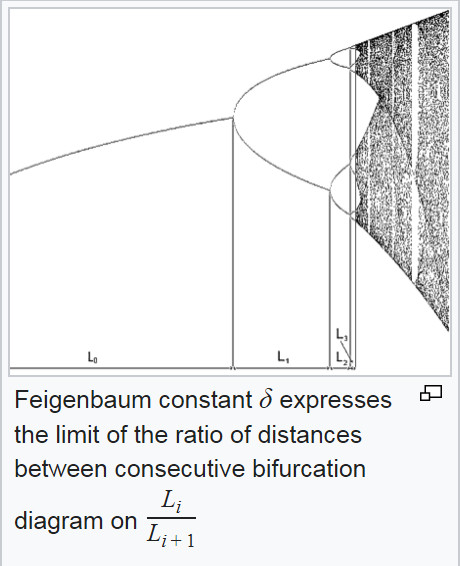 L₃
L₀ L₁ L₂
Feigenbaum constant δ expresses
the limit of the ratio of distances
between consecutive bifurcation
diagram on Lᵢ / Lᵢ₊₁